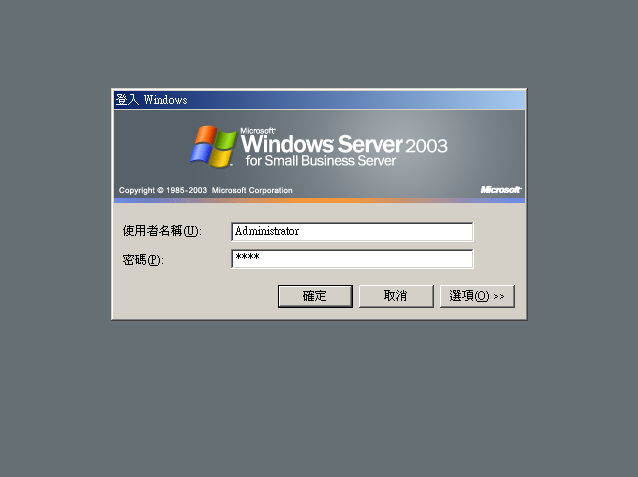 登入 Windows
Microsoft
Windows Server 2003
for Small Business Server
Copyright © 1985-2003 Microsoft Corporation Microsoft
使用者名稱(U): Administrator
密碼(P): ****
確定 取消 選項(O) >>